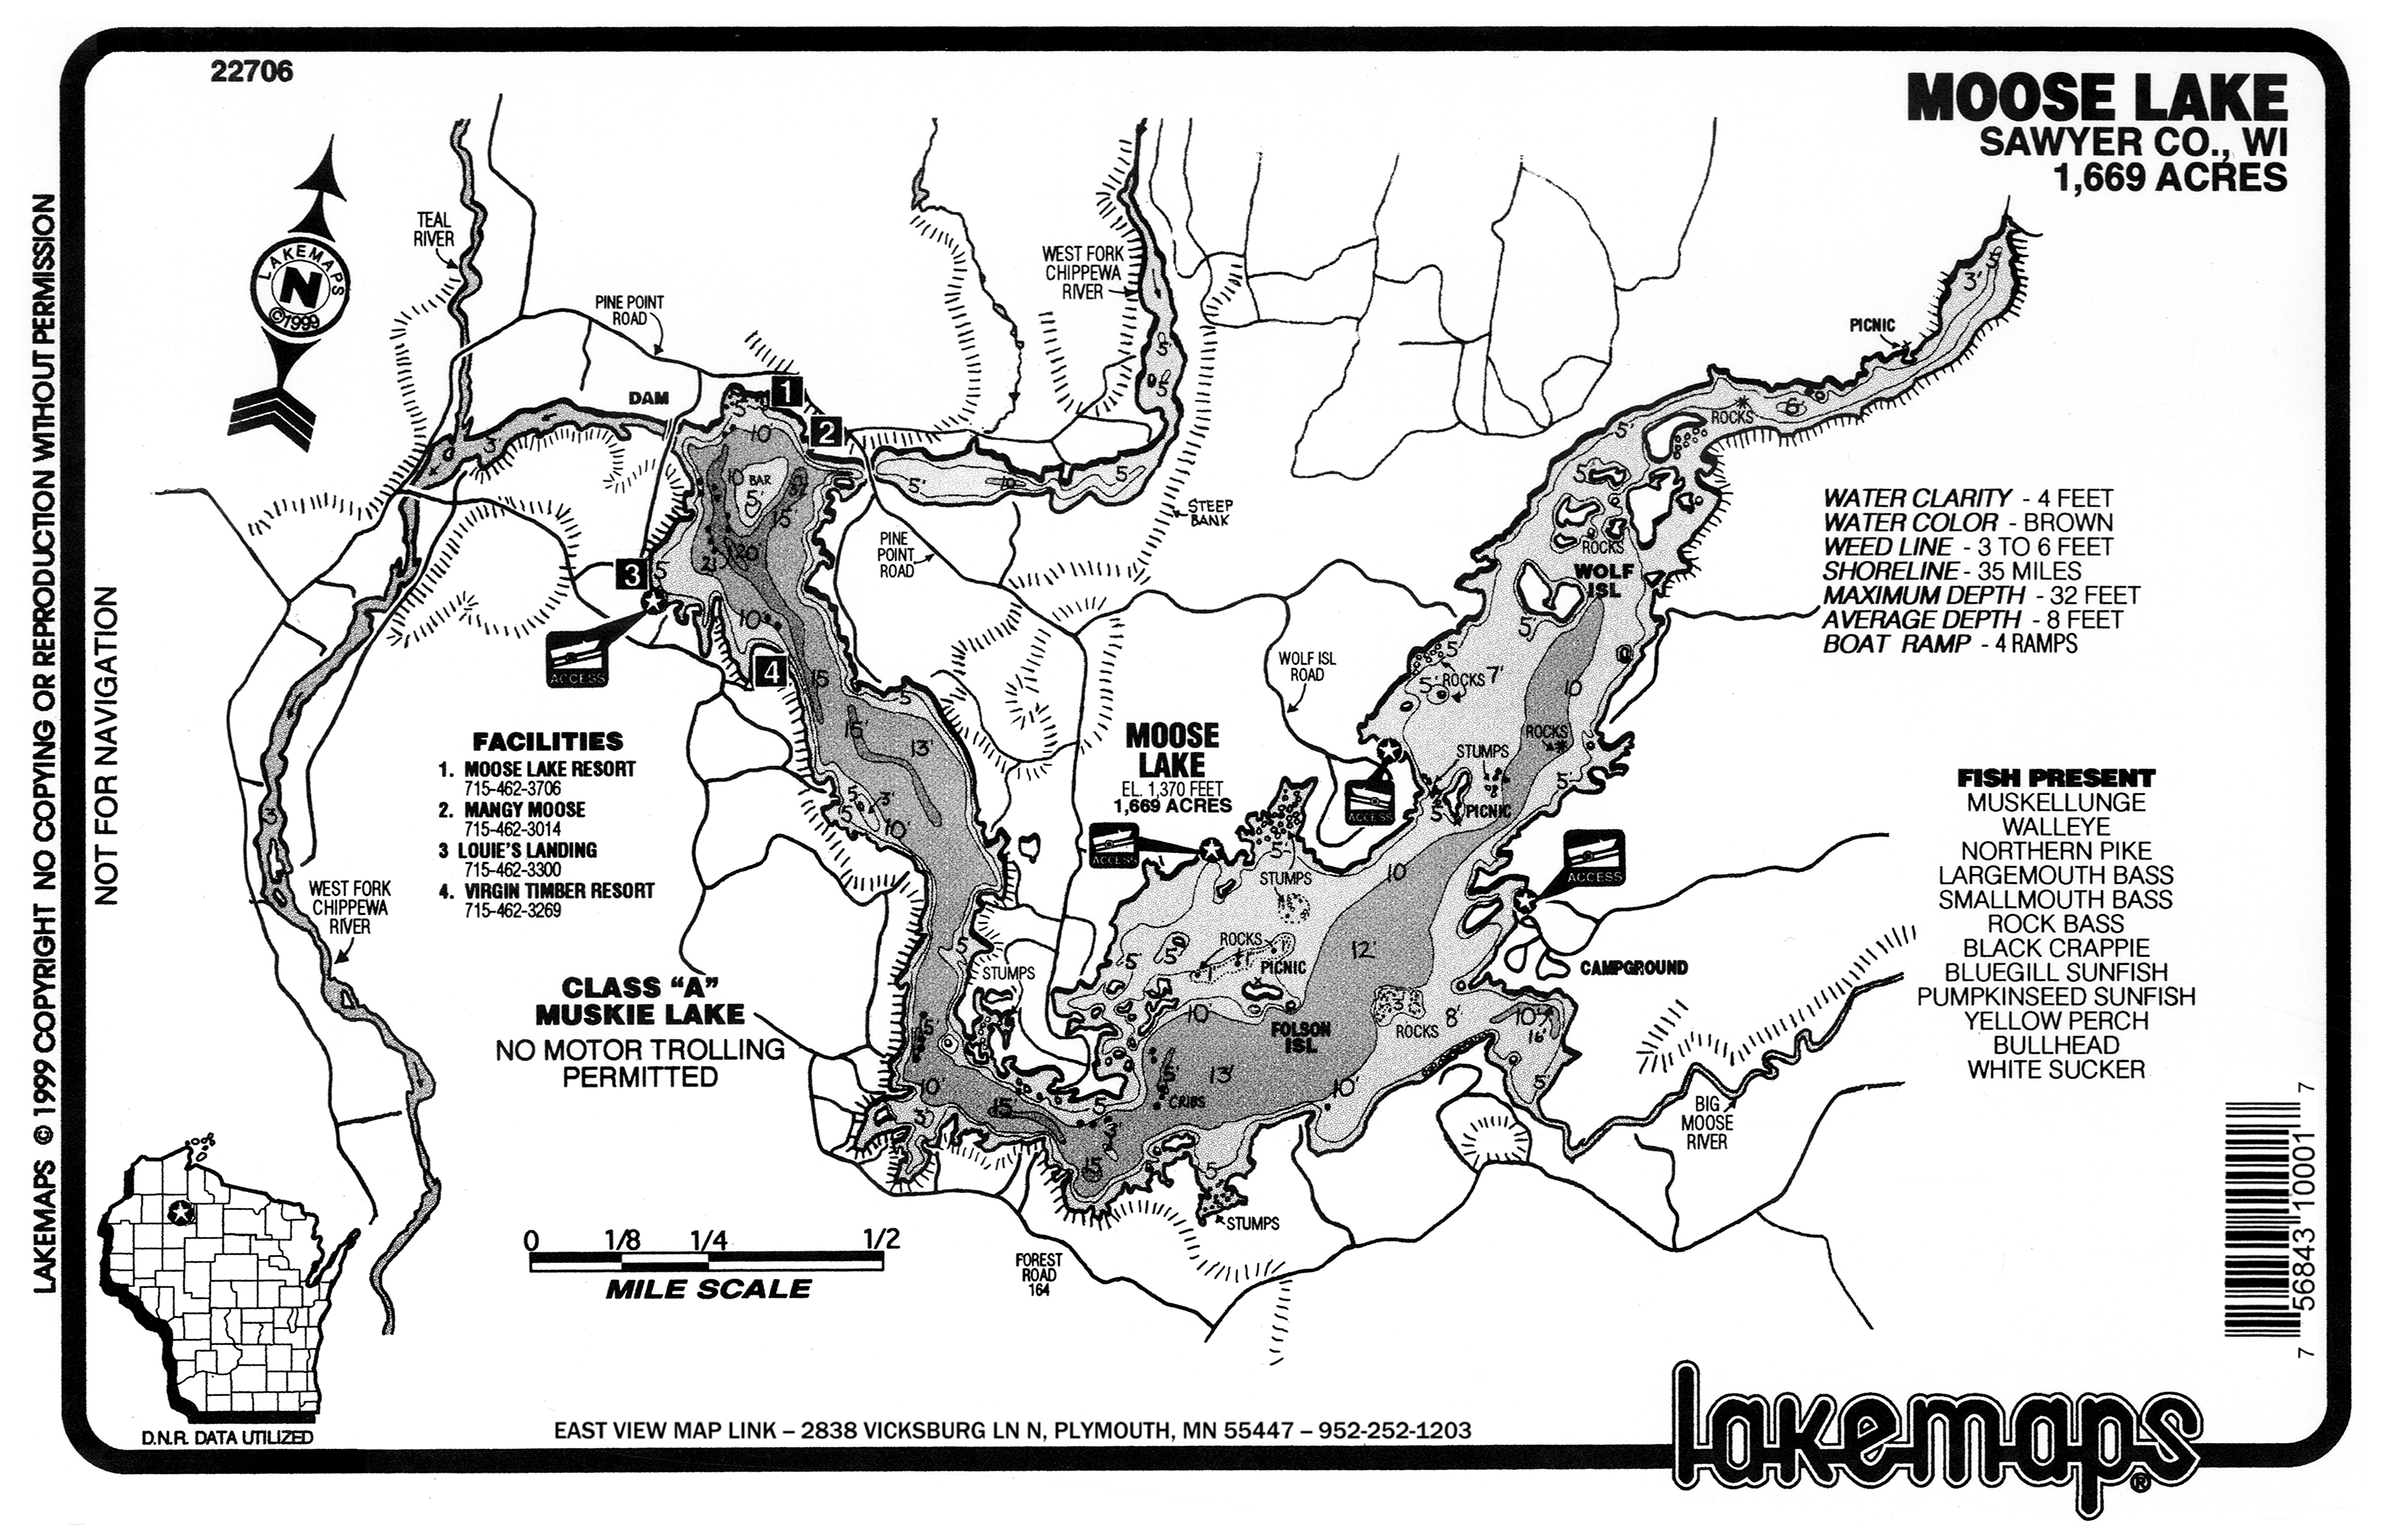 22706
MOOSE LAKE
SAWYER CO., WI
1,669 ACRES
LAKEMAPS © 1999 COPYRIGHT NO COPYING OR REPRODUCTION WITHOUT PERMISSION
NOT FOR NAVIGATION
LAKEMAPS
N
©1999
TEAL
RIVER
PINE POINT
ROAD
DAM
1
2
3
4
WEST FORK
CHIPPEWA
RIVER
STEEP
BANK
PINE
POINT
ROAD
BAR
PICNIC
ROCKS
ROCKS
WOLF
ISL
WOLF ISL
ROAD
ROCKS
ROCKS
STUMPS
PICNIC
ACCESS
ACCESS
ACCESS
ACCESS
WATER CLARITY - 4 FEET
WATER COLOR - BROWN
WEED LINE - 3 TO 6 FEET
SHORELINE - 35 MILES
MAXIMUM DEPTH - 32 FEET
AVERAGE DEPTH - 8 FEET
BOAT RAMP - 4 RAMPS
FACILITIES
1. MOOSE LAKE RESORT
715-462-3706
2. MANGY MOOSE
715-462-3014
3 LOUIE'S LANDING
715-462-3300
4. VIRGIN TIMBER RESORT
715-462-3269
MOOSE
LAKE
EL. 1,370 FEET
1,669 ACRES
FISH PRESENT
MUSKELLUNGE
WALLEYE
NORTHERN PIKE
LARGEMOUTH BASS
SMALLMOUTH BASS
ROCK BASS
BLACK CRAPPIE
BLUEGILL SUNFISH
PUMPKINSEED SUNFISH
YELLOW PERCH
BULLHEAD
WHITE SUCKER
WEST FORK
CHIPPEWA
RIVER
CLASS "A"
MUSKIE LAKE
NO MOTOR TROLLING
PERMITTED
STUMPS
STUMPS
ROCKS
PICNIC
FOLSON
ISL
ROCKS
CRIBS
CAMPGROUND
BIG
MOOSE
RIVER
STUMPS
FOREST
ROAD
164
0 1/8 1/4 1/2
MILE SCALE
D.N.R. DATA UTILIZED
7 56843 10001 7
EAST VIEW MAP LINK – 2838 VICKSBURG LN N, PLYMOUTH, MN 55447 – 952-252-1203
lakemaps®